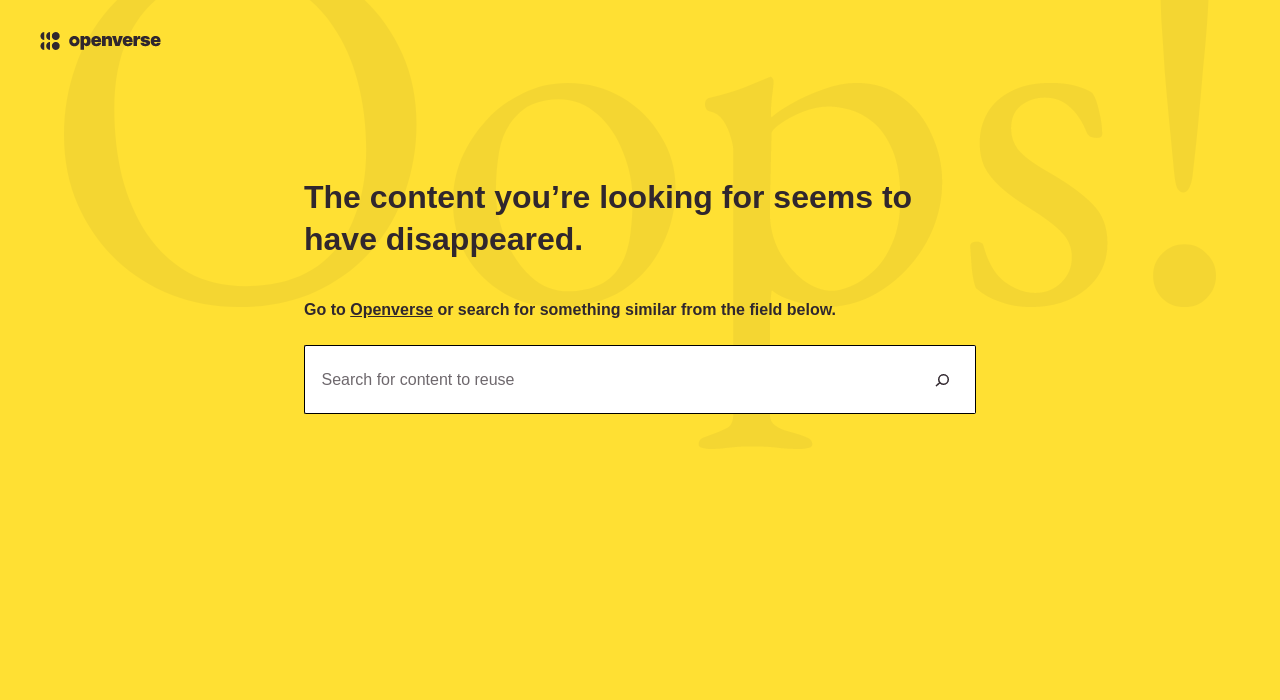 openverse
Oops!
The content you’re looking for seems to
have disappeared.
Go to Openverse or search for something similar from the field below.
Search for content to reuse